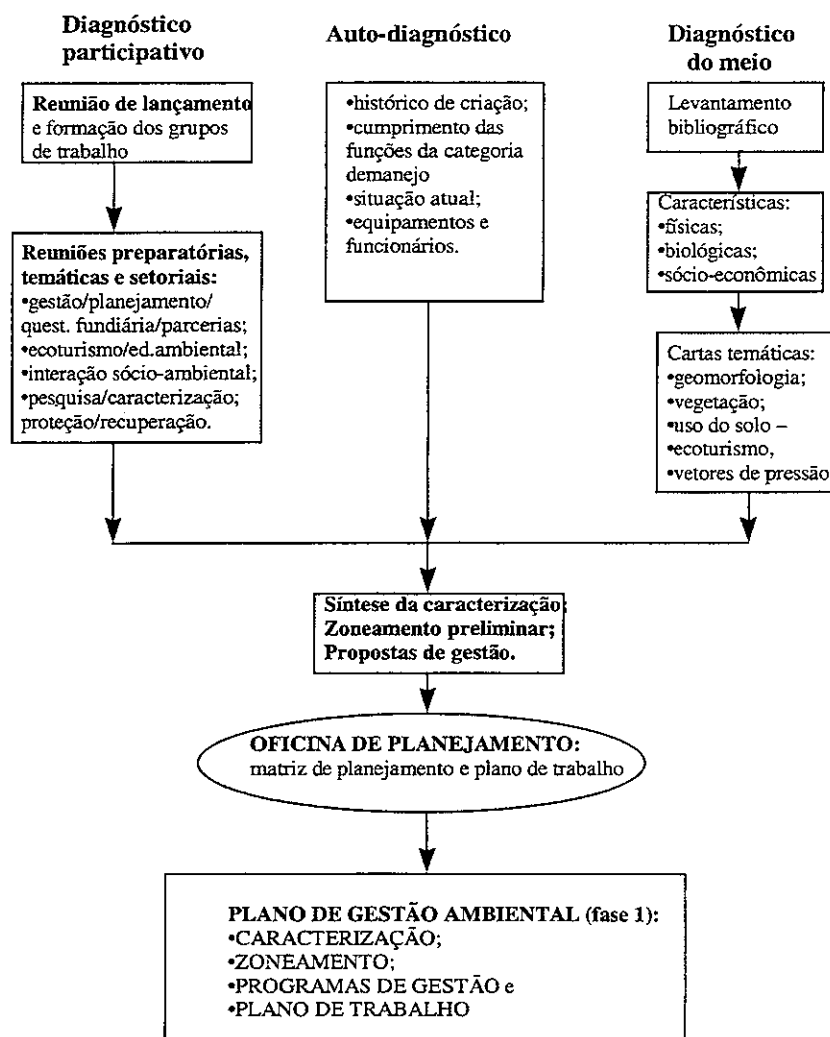 Diagnóstico
participativo
Reunião de lançamento
e formação dos grupos
de trabalho
Reuniões preparatórias,
temáticas e setoriais:
•gestão/planejamento/
quest. fundiária/parcerias;
•ecoturismo/ed.ambiental;
•interação sócio-ambiental;
•pesquisa/caracterização;
proteção/recuperação.
Auto-diagnóstico
•histórico de criação;
•cumprimento das
funções da categoria
demanejo
•situação atual;
•equipamentos e
funcionários.
Diagnóstico
do meio
Levantamento
bibliográfico
Características:
•físicas;
•biológicas;
•sócio-econômicas
Cartas temáticas:
•geomorfologia;
•vegetação;
•uso do solo –
•ecoturismo,
•vetores de pressão
Síntese da caracterização;
Zoneamento preliminar;
Propostas de gestão.
OFICINA DE PLANEJAMENTO:
matriz de planejamento e plano de trabalho
PLANO DE GESTÃO AMBIENTAL (fase 1):
•CARACTERIZAÇÃO;
•ZONEAMENTO;
•PROGRAMAS DE GESTÃO e
•PLANO DE TRABALHO